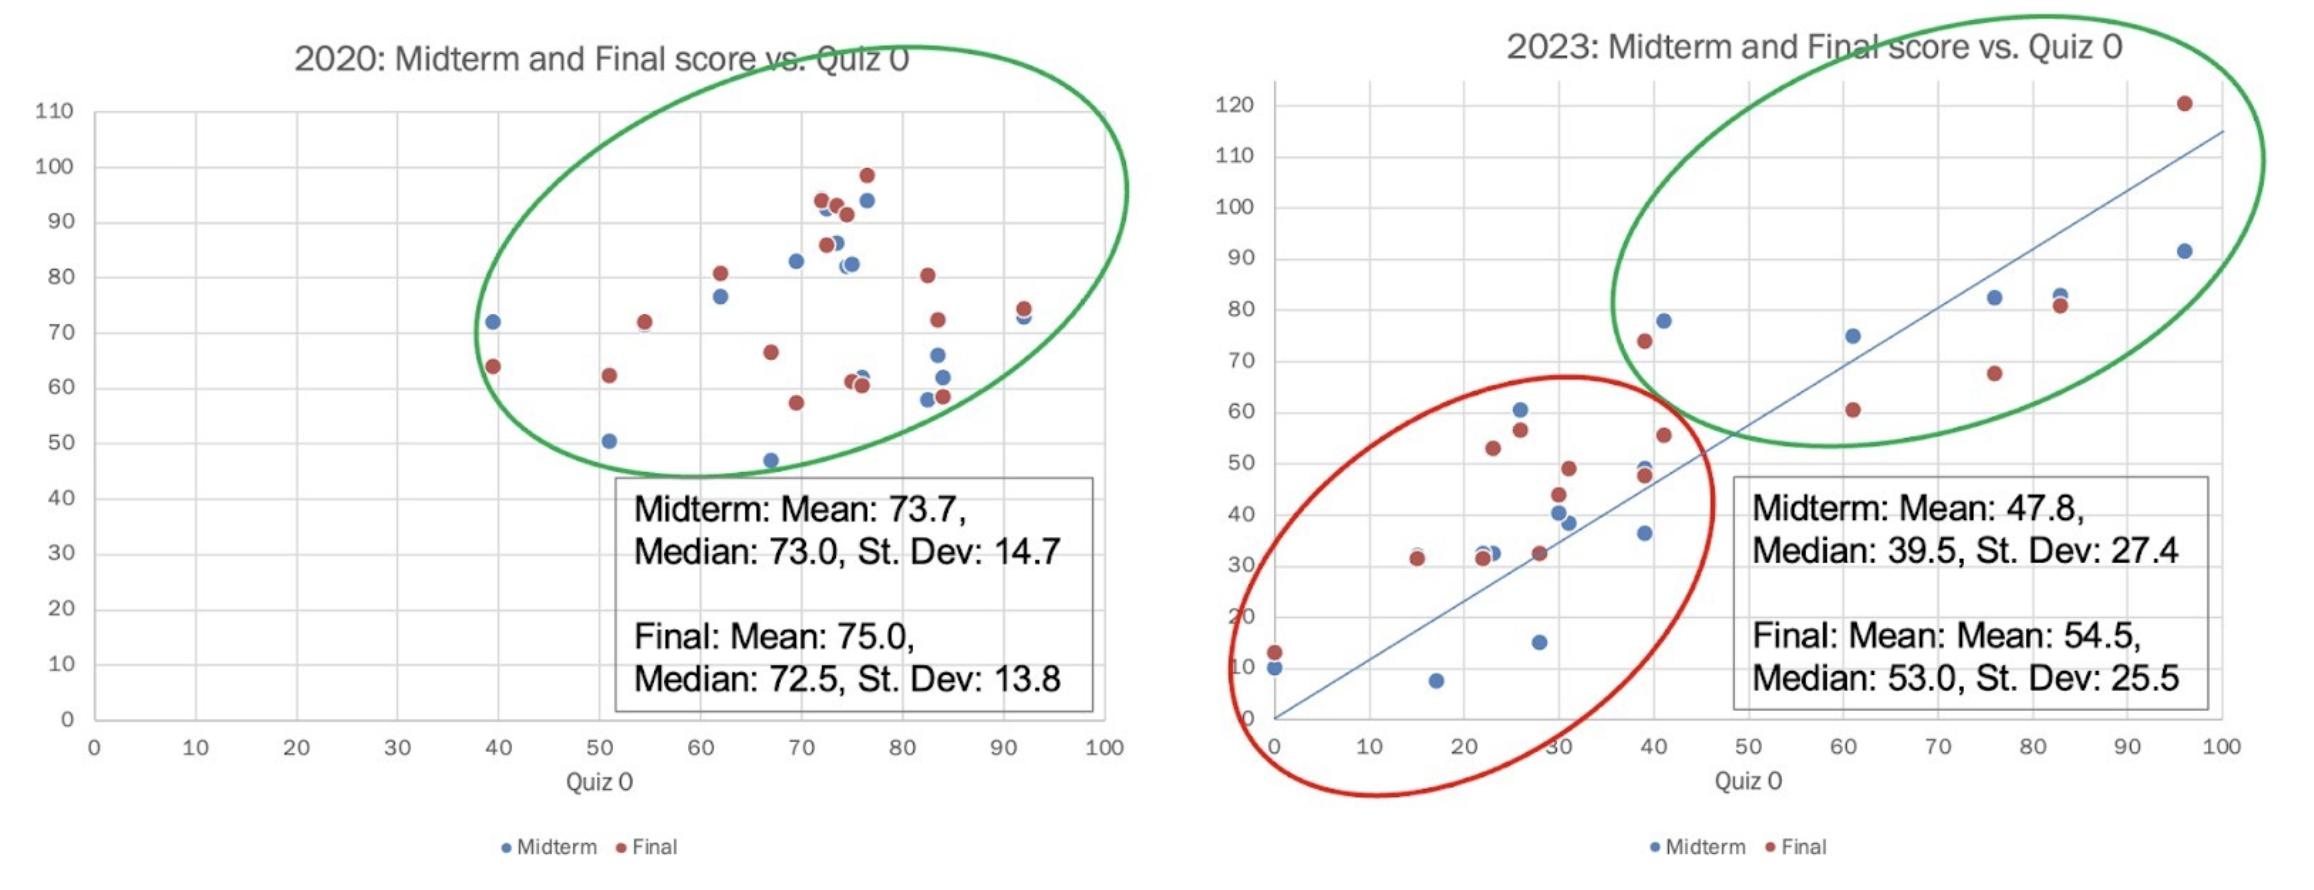 2020: Midterm and Final score vs. Quiz 0
110
100
90
80
70
60
50
40
30
20
10
0
0 10 20 30 40 50 60 70 80 90 100
Quiz 0
Midterm Final
Midterm: Mean: 73.7,
Median: 73.0, St. Dev: 14.7
Final: Mean: 75.0,
Median: 72.5, St. Dev: 13.8
2023: Midterm and Final score vs. Quiz 0
120
110
100
90
80
70
60
50
40
30
20
10
0
0 10 20 30 40 50 60 70 80 90 100
Quiz 0
Midterm Final
Midterm: Mean: 47.8,
Median: 39.5, St. Dev: 27.4
Final: Mean: Mean: 54.5,
Median: 53.0, St. Dev: 25.5